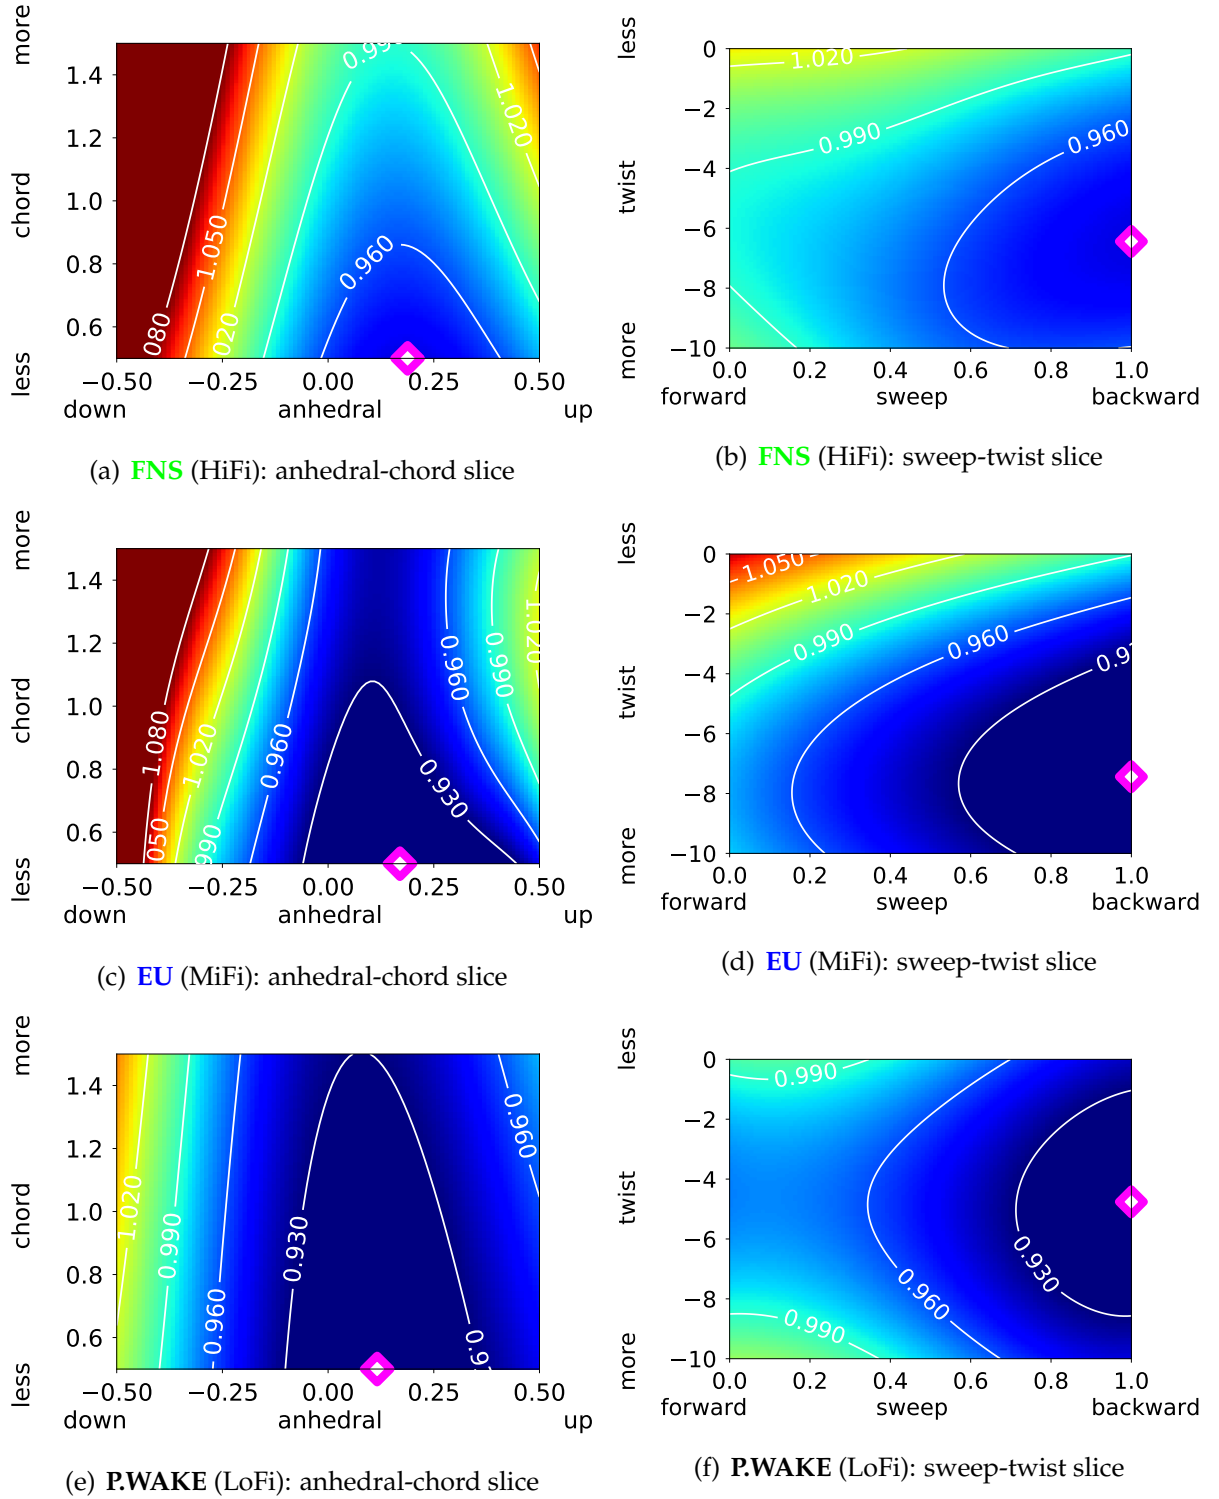 more
less
chord
1.4
1.2
1.0
0.8
0.6
−0.50
−0.25
0.00
0.25
0.50
down
anhedral
up
080
1.050
020
0.960
0.99
1.020
(a) FNS (HiFi): anhedral-chord slice
less
more
twist
0
−2
−4
−6
−8
−10
0.0
0.2
0.4
0.6
0.8
1.0
forward
sweep
backward
1.020
0.990
0.960
(b) FNS (HiFi): sweep-twist slice
more
less
chord
1.4
1.2
1.0
0.8
0.6
−0.50
−0.25
0.00
0.25
0.50
down
anhedral
up
1.080
050
1.020
990
0.960
0.930
0.960
0.990
1.020
(c) EU (MiFi): anhedral-chord slice
less
more
twist
0
−2
−4
−6
−8
−10
0.0
0.2
0.4
0.6
0.8
1.0
forward
sweep
backward
1.050
1.020
0.990
0.960
0.9
(d) EU (MiFi): sweep-twist slice
more
less
chord
1.4
1.2
1.0
0.8
0.6
−0.50
−0.25
0.00
0.25
0.50
down
anhedral
up
1.020
0.990
0.960
0.930
0.9
0.960
(e) P.WAKE (LoFi): anhedral-chord slice
less
more
twist
0
−2
−4
−6
−8
−10
0.0
0.2
0.4
0.6
0.8
1.0
forward
sweep
backward
0.990
0.960
0.930
0.990
(f) P.WAKE (LoFi): sweep-twist slice